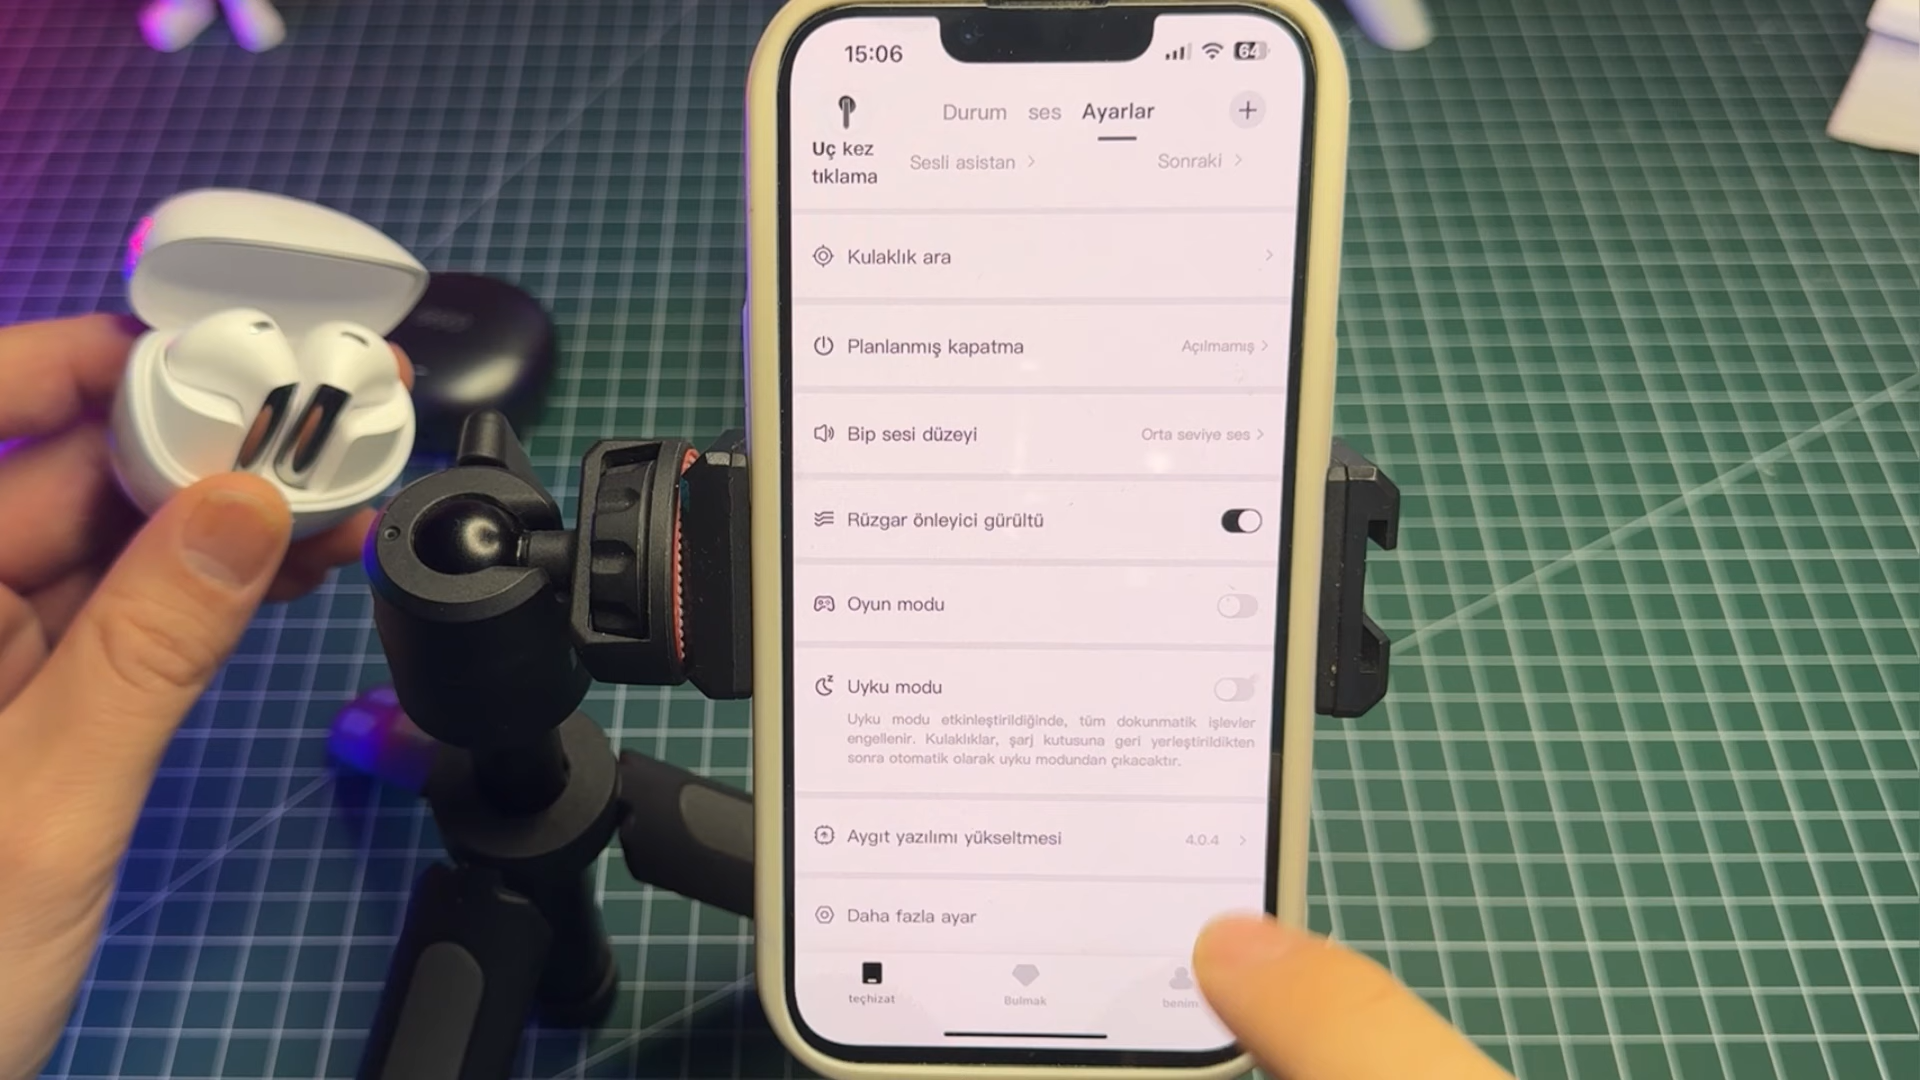 15:06
64
Durum ses Ayarlar +
Uç kez
tıklama
Sesli asistan >
Sonraki >
Kulaklık ara >
Planlanmış kapatma Açılmamış >
Bip sesi düzeyi Orta seviye ses >
Rüzgar önleyici gürültü
Oyun modu
Uyku modu
Uyku modu etkinleştirildiğinde, tüm dokunmatik işlevler
engellenir. Kulaklıklar, şarj kutusuna geri yerleştirildikten
sonra otomatik olarak uyku modundan çıkacaktır.
Aygıt yazılımı yükseltmesi 4.0.4 >
Daha fazla ayar
teçhizat Bulmak benim